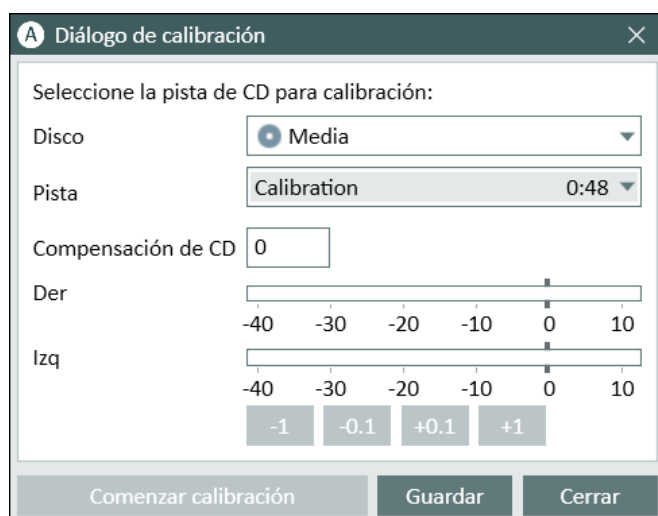 A Diálogo de calibración
Seleccione la pista de CD para calibración:
Disco Media
Pista Calibration 0:48
Compensación de CD 0
Der
-40 -30 -20 -10 0 10
Izq
-40 -30 -20 -10 0 10
-1 -0.1 +0.1 +1
Comenzar calibración Guardar Cerrar